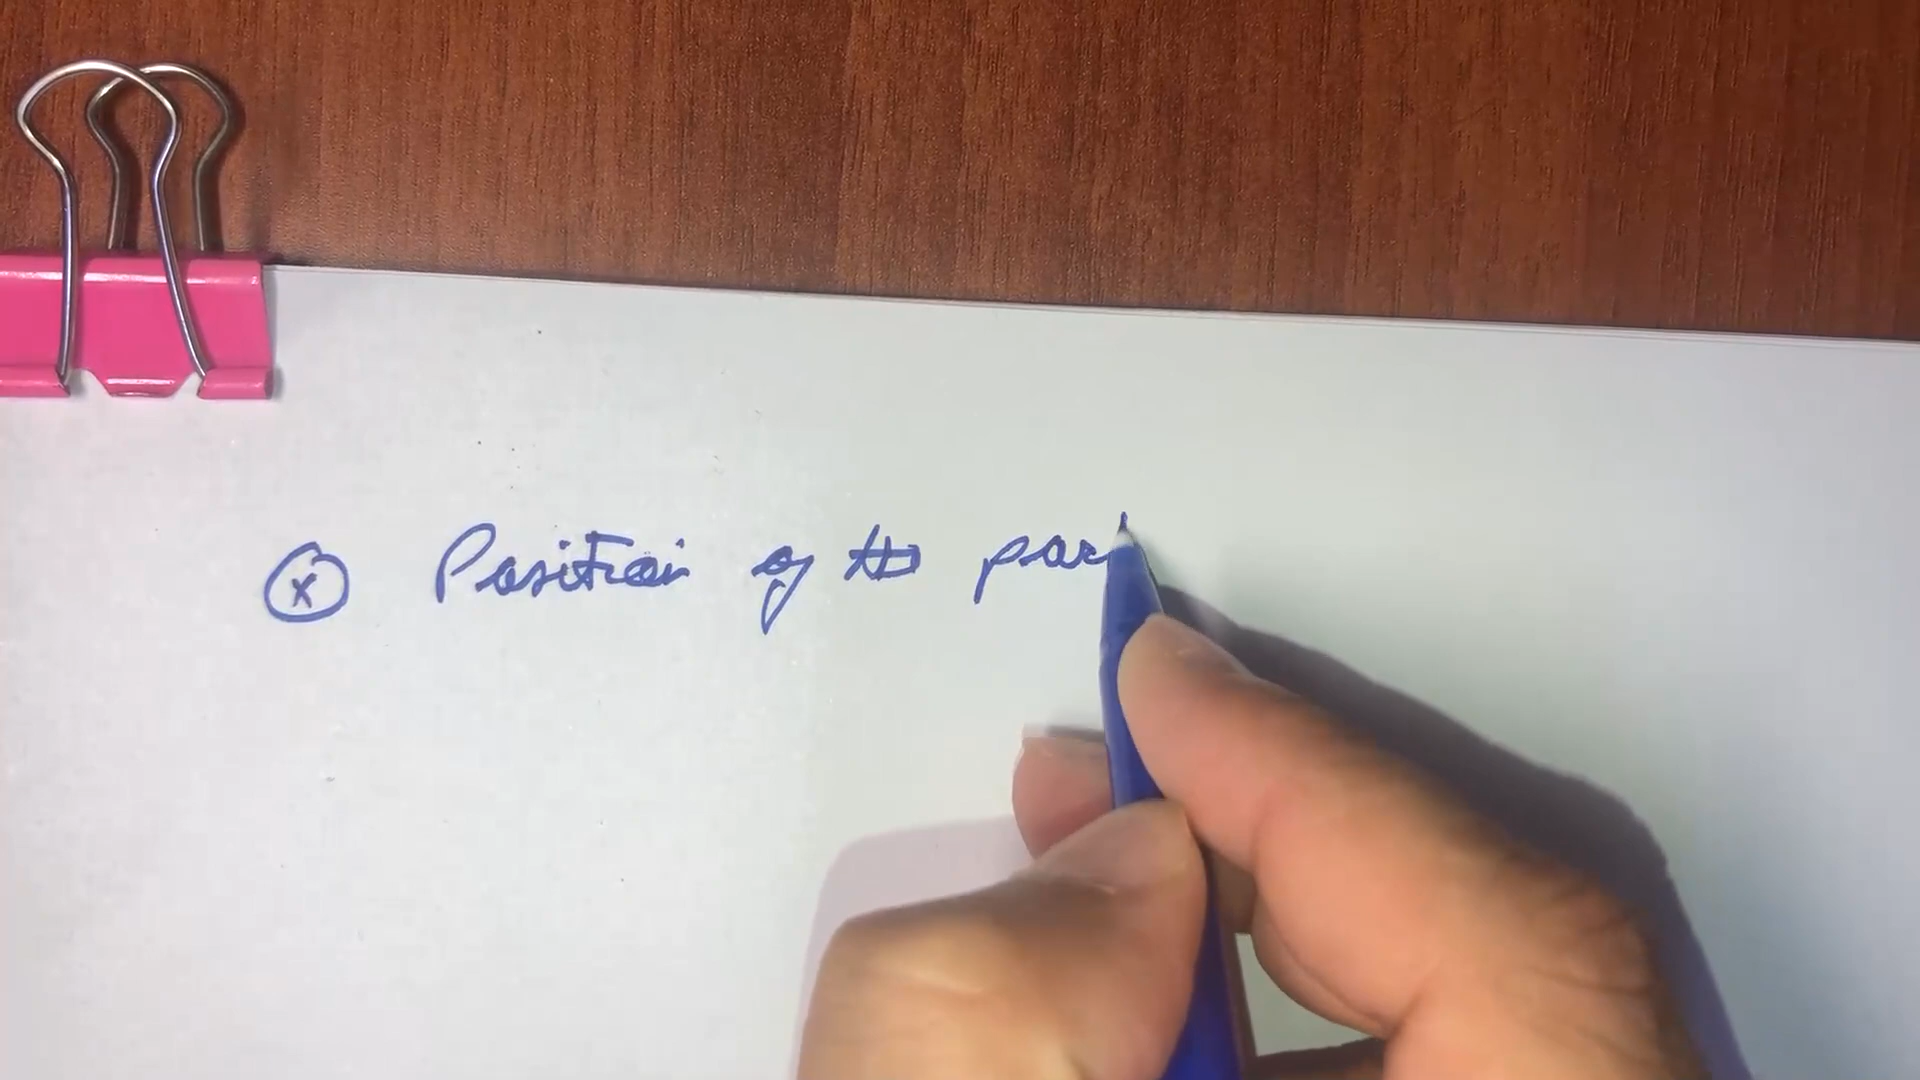 ⓧ Position of the par